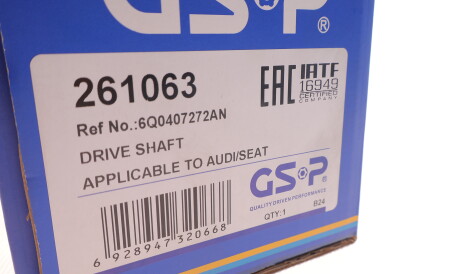 GSP®
261063
Ref No.:6Q0407272AN
DRIVE SHAFT
APPLICABLE TO AUDI/SEAT
EAC
IATF
16949
CERTIFIED
COMPANY
GSP
QUALITY DRIVEN PERFORMANCE
QTY:1 B24
6 928947 320668